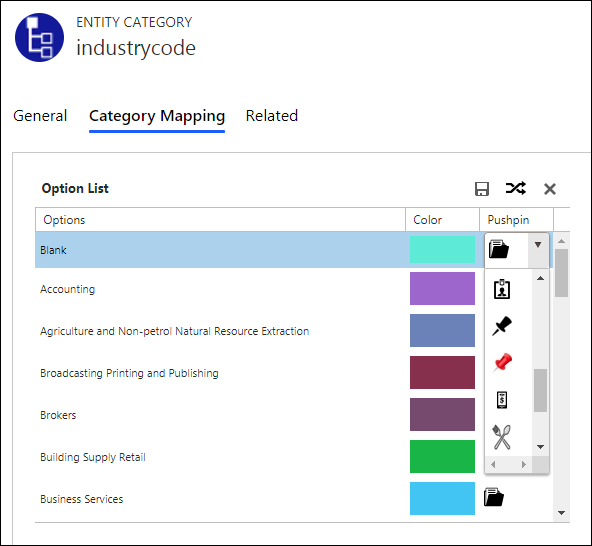 ENTITY CATEGORY
industrycode
General Category Mapping Related
Option List
Options Color Pushpin
Blank
Accounting
Agriculture and Non-petrol Natural Resource Extraction
Broadcasting Printing and Publishing
Brokers
Building Supply Retail
Business Services